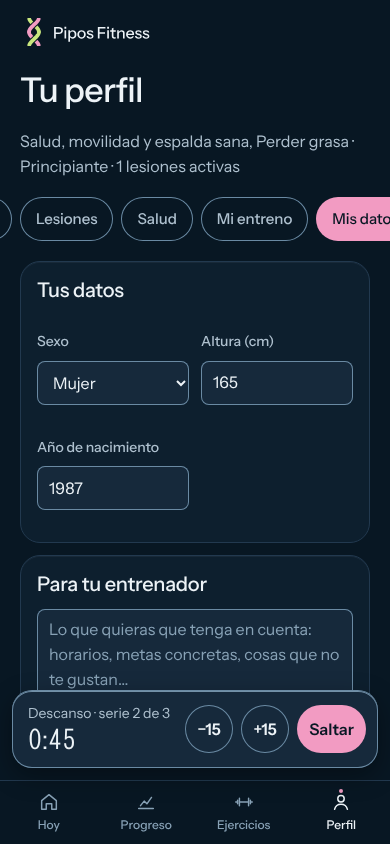 Pipos Fitness
Tu perfil
Salud, movilidad y espalda sana, Perder grasa ·
Principiante · 1 lesiones activas
Lesiones
Salud
Mi entreno
Mis dato
Tus datos
Sexo
Altura (cm)
Mujer
165
Año de nacimiento
1987
Para tu entrenador
Lo que quieras que tenga en cuenta:
horarios, metas concretas, cosas que no
te gustan...
Descanso · serie 2 de 3
0:45
−15
+15
Saltar
Hoy
Progreso
Ejercicios
Perfil